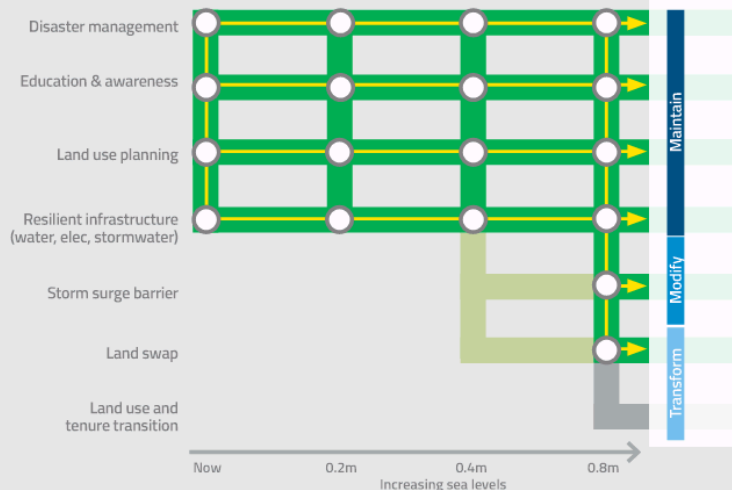 Disaster management
Education & awareness
Land use planning
Resilient infrastructure
(water, elec, stormwater)
Storm surge barrier
Land swap
Land use and
tenure transition
Maintain
Modify
Transform
Now
0.2m
0.4m
0.8m
Increasing sea levels